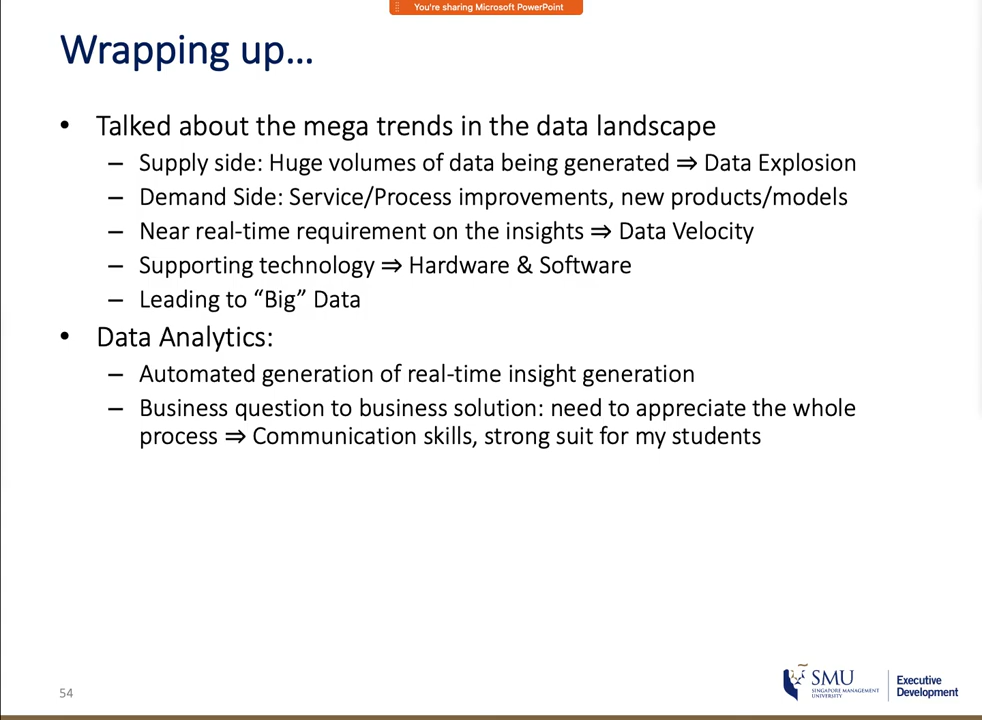 You're sharing Microsoft PowerPoint
Wrapping up...
• Talked about the mega trends in the data landscape
– Supply side: Huge volumes of data being generated ⇒ Data Explosion
– Demand Side: Service/Process improvements, new products/models
– Near real-time requirement on the insights ⇒ Data Velocity
– Supporting technology ⇒ Hardware & Software
– Leading to “Big” Data
• Data Analytics:
– Automated generation of real-time insight generation
– Business question to business solution: need to appreciate the whole
process ⇒ Communication skills, strong suit for my students
54
SMU
SINGAPORE MANAGEMENT
UNIVERSITY
Executive
Development